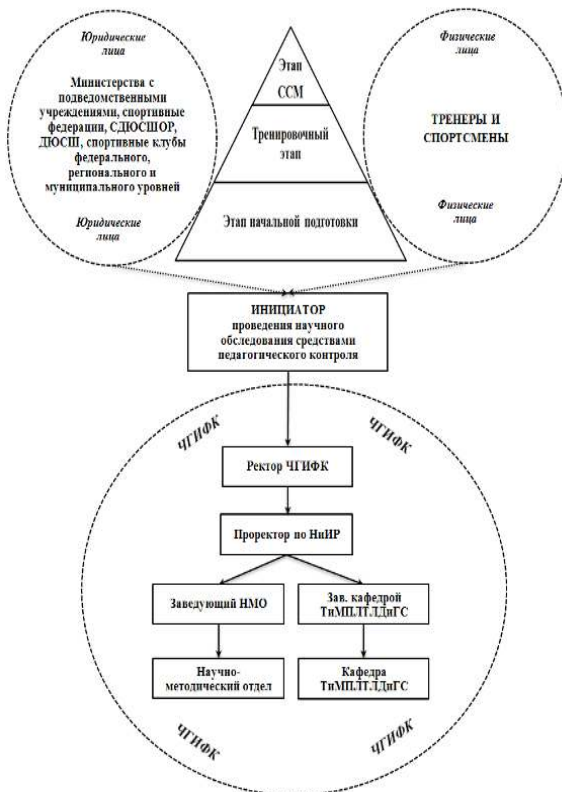 Юридические
лица
Министерства с
подведомственными
учреждениями, спортивные
федерации, СДЮСШОР,
ДЮСШ, спортивные клубы
федерального,
регионального и
муниципального уровней
Юридические
лица
Этап
ССМ
Тренировочный
этап
Этап начальной подготовки
Физические
лица
ТРЕНЕРЫ И
СПОРТСМЕНЫ
Физические
лица
ИНИЦИАТОР
проведения научного
обследования средствами
педагогического контроля
ЧГИФК
ЧГИФК
Ректор ЧГИФК
Проректор по НиИР
Заведующий НМО
Зав. кафедрой
ТиМПЛТЛДиГС
Научно-
методический отдел
Кафедра
ТиМПЛТЛДиГС
ЧГИФК
ЧГИФК